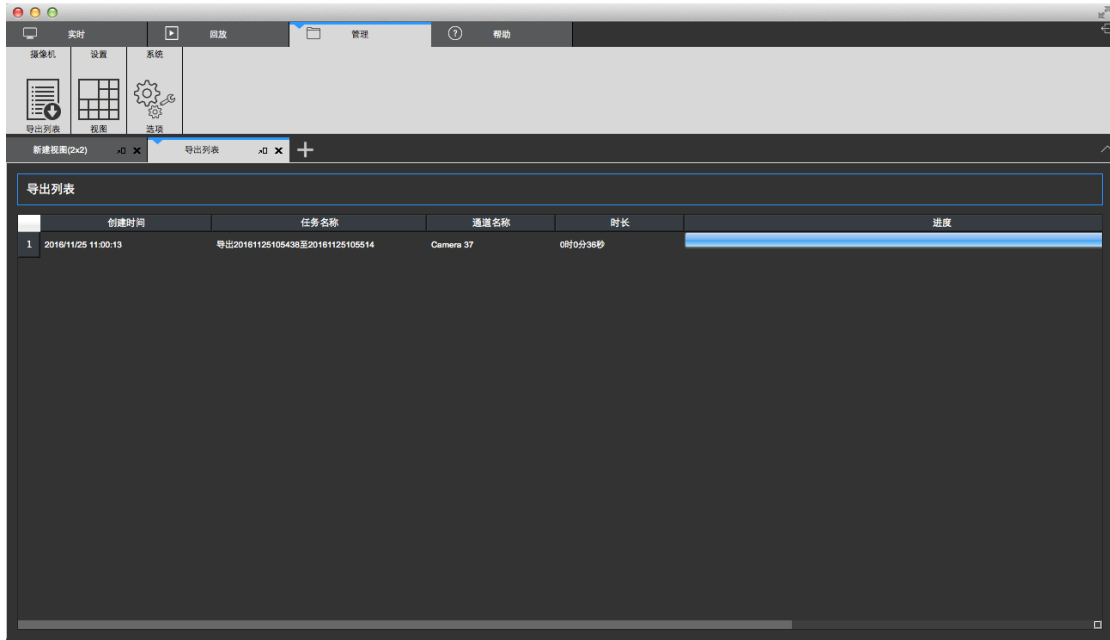 实时 回放 管理 ? 帮助
摄像机 设置 系统
导出列表 视图 选项
新建视图(2x2) 导出列表
导出列表
创建时间 任务名称 通道名称 时长 进度
1 2016/11/25 11:00:13 导出20161125105438至20161125105514 Camera 37 0时0分36秒